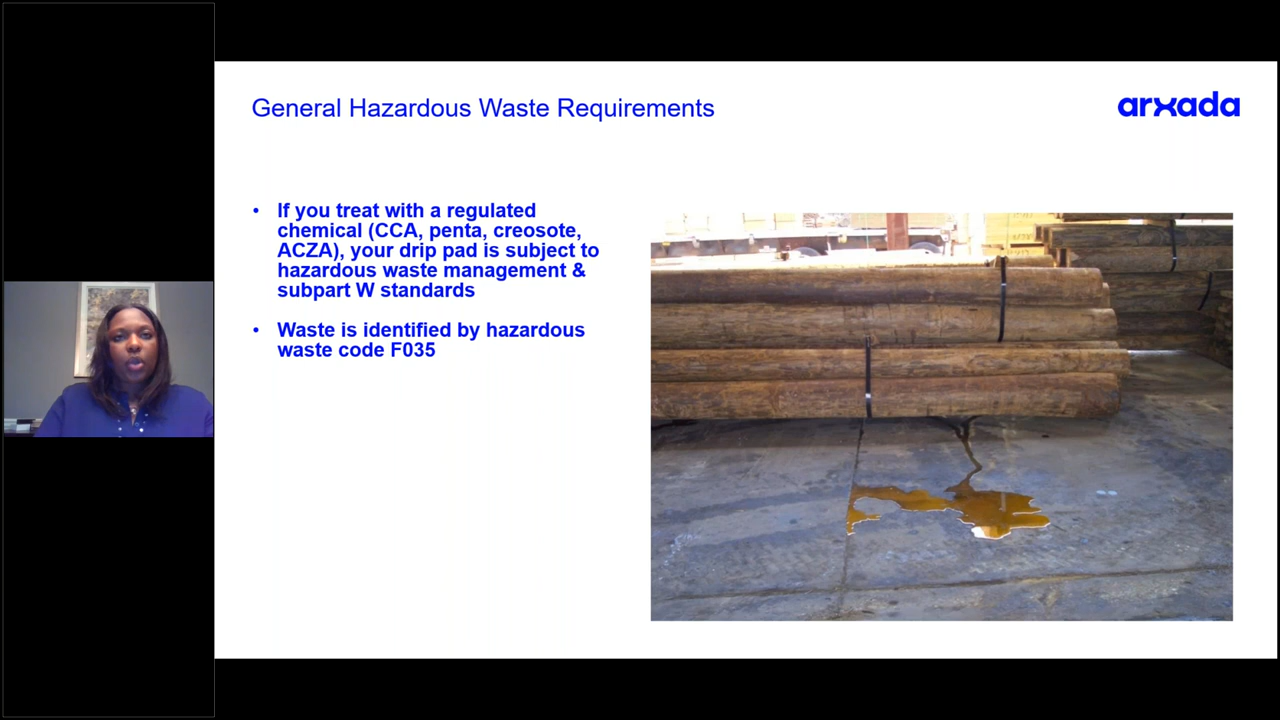 General Hazardous Waste Requirements
arxada
• If you treat with a regulated
chemical (CCA, penta, creosote,
ACZA), your drip pad is subject to
hazardous waste management &
subpart W standards
• Waste is identified by hazardous
waste code F035